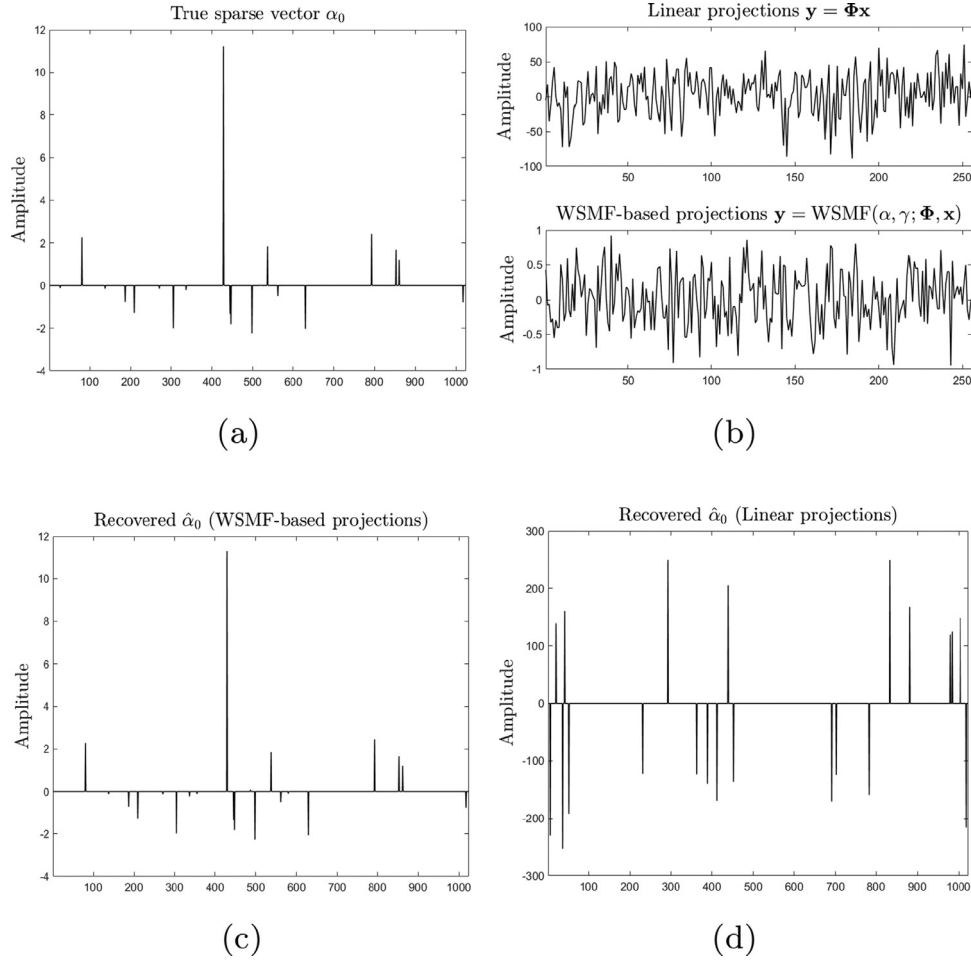 True sparse vector α₀
Amplitude
12
10
8
6
4
2
0
-2
-4
100 200 300 400 500 600 700 800 900 1000
(a)
Linear projections y = Φx
Amplitude
100
50
0
-50
-100
50 100 150 200 250
WSMF-based projections y = WSMF(α, γ; Φ, x)
Amplitude
1
0.5
0
-0.5
-1
50 100 150 200 250
(b)
Recovered α̂₀ (WSMF-based projections)
Amplitude
12
10
8
6
4
2
0
-2
-4
100 200 300 400 500 600 700 800 900 1000
(c)
Recovered α̂₀ (Linear projections)
Amplitude
300
200
100
0
-100
-200
-300
100 200 300 400 500 600 700 800 900 1000
(d)